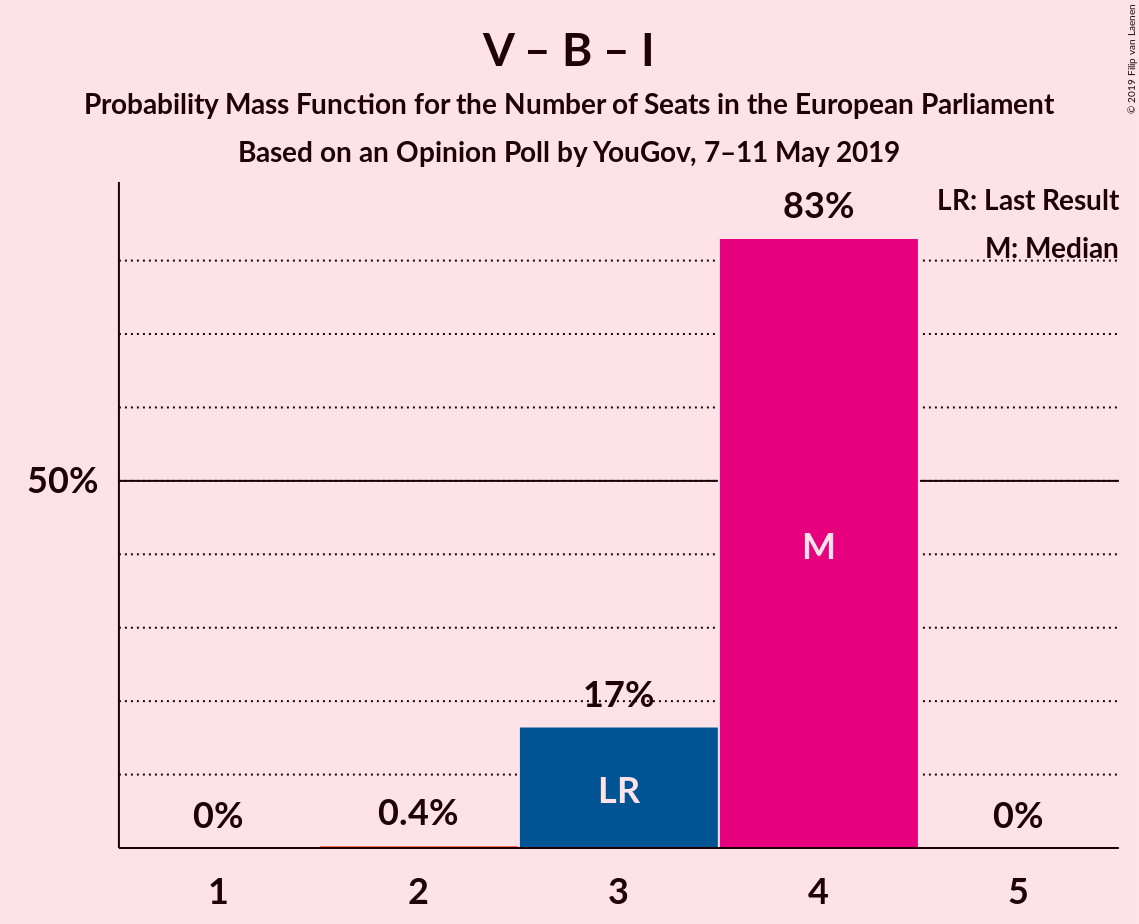 V – B – I
Probability Mass Function for the Number of Seats in the European Parliament
Based on an Opinion Poll by YouGov, 7–11 May 2019
© 2019 Filip van Laenen
LR: Last Result
M: Median
83%
50%
M
17%
LR
0%
0.4%
0%
1
2
3
4
5